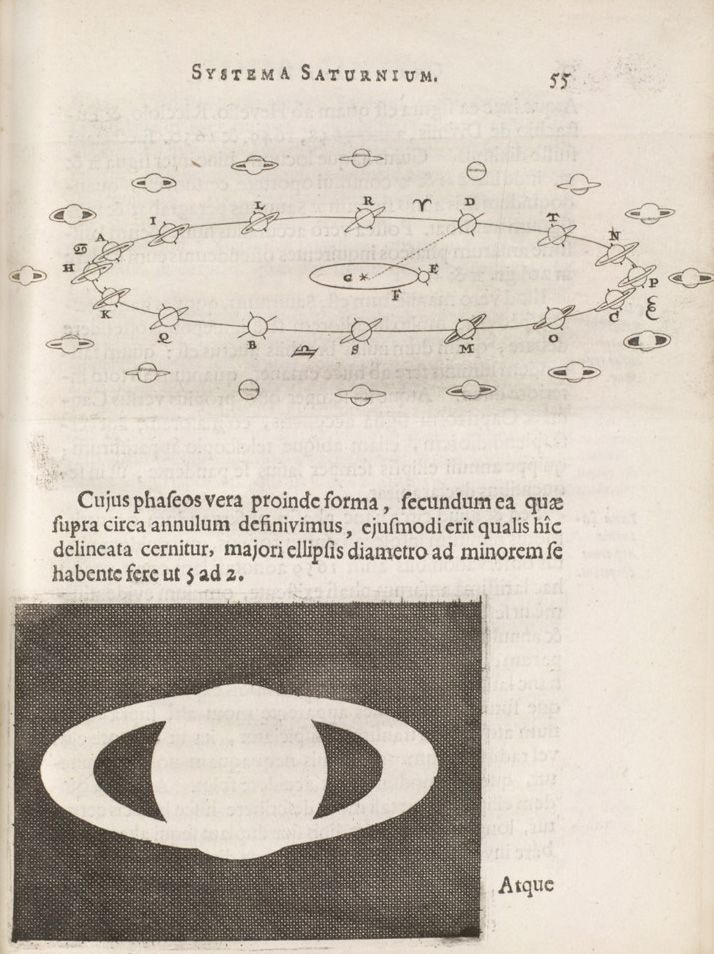 SYSTEMA SATURNIUM. 55
R ♈ D
L T
I N
A
♋
H P
G E
F
♑
K C
Q O
B S M
♎
Cujus phaſeos vera proinde forma, ſecundum ea quæ
ſupra circa annulum definivimus, ejuſmodi erit qualis hîc
delineata cernitur, majori ellipſis diametro ad minorem ſe
habente fere ut 5 ad 2.
Atque